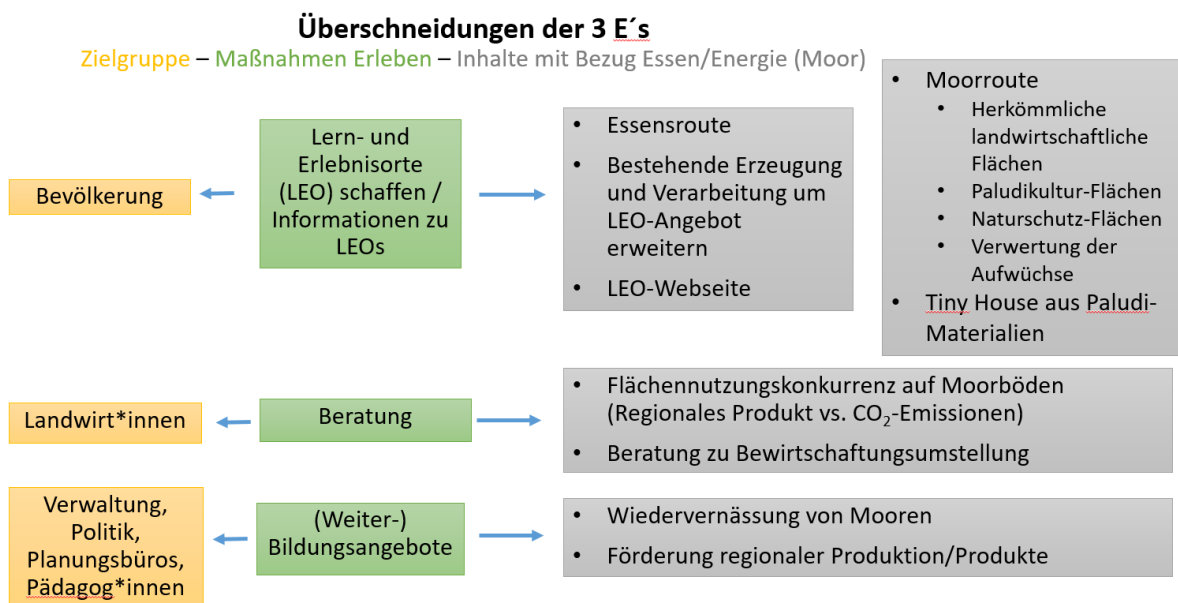 Überschneidungen der 3 E´s
Zielgruppe – Maßnahmen Erleben – Inhalte mit Bezug Essen/Energie (Moor)
Bevölkerung
Lern- und
Erlebnisorte
(LEO) schaffen /
Informationen zu
LEOs
• Essensroute
• Bestehende Erzeugung
und Verarbeitung um
LEO-Angebot
erweitern
• LEO-Webseite
• Moorroute
• Herkömmliche
landwirtschaftliche
Flächen
• Paludikultur-Flächen
• Naturschutz-Flächen
• Verwertung der
Aufwüchse
• Tiny House aus Paludi-
Materialien
Landwirt*innen
Beratung
• Flächennutzungskonkurrenz auf Moorböden
(Regionales Produkt vs. CO₂-Emissionen)
• Beratung zu Bewirtschaftungsumstellung
Verwaltung,
Politik,
Planungsbüros,
Pädagog*innen
(Weiter-)
Bildungsangebote
• Wiedervernässung von Mooren
• Förderung regionaler Produktion/Produkte